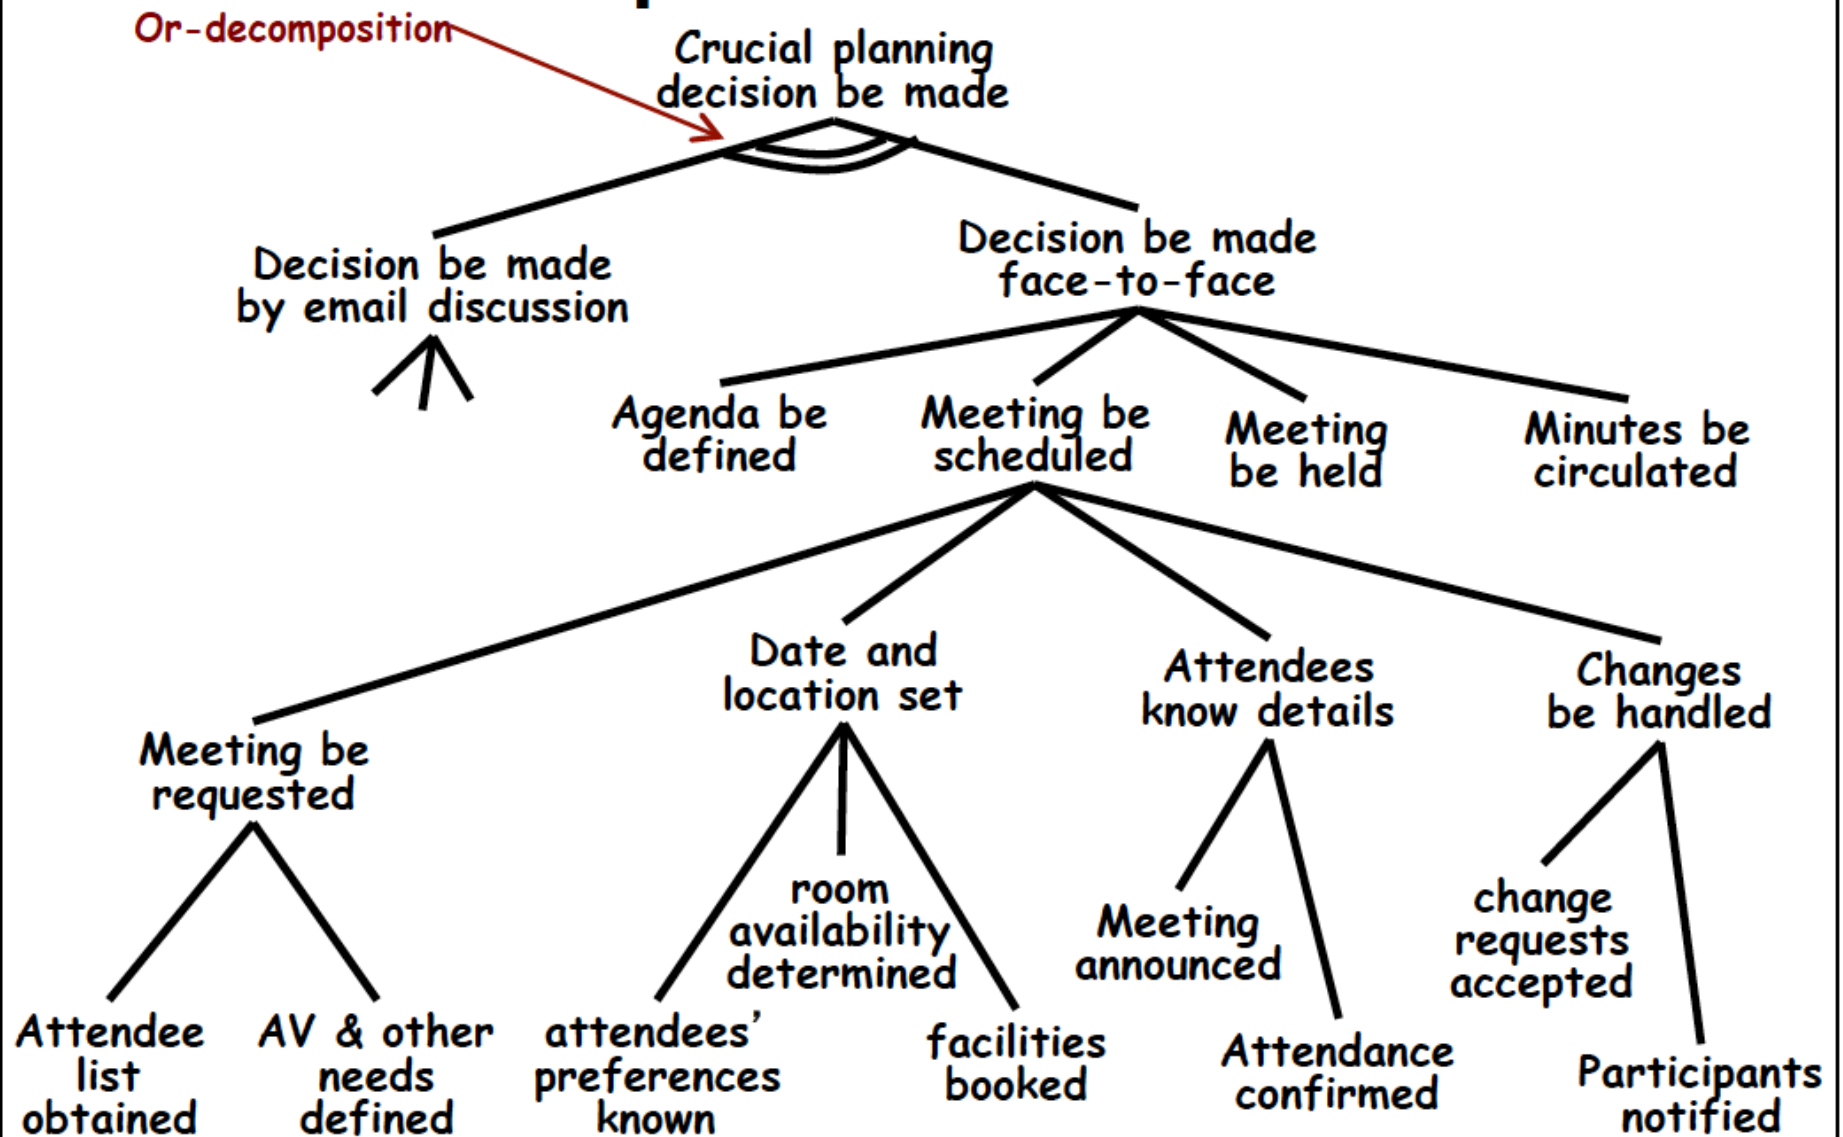 Or-decomposition
Crucial planning
decision be made
Decision be made
by email discussion
Decision be made
face-to-face
Agenda be
defined
Meeting be
scheduled
Meeting
be held
Minutes be
circulated
Meeting be
requested
Date and
location set
Attendees
know details
Changes
be handled
Attendee
list
obtained
AV & other
needs
defined
attendees'
preferences
known
room
availability
determined
facilities
booked
Meeting
announced
Attendance
confirmed
change
requests
accepted
Participants
notified